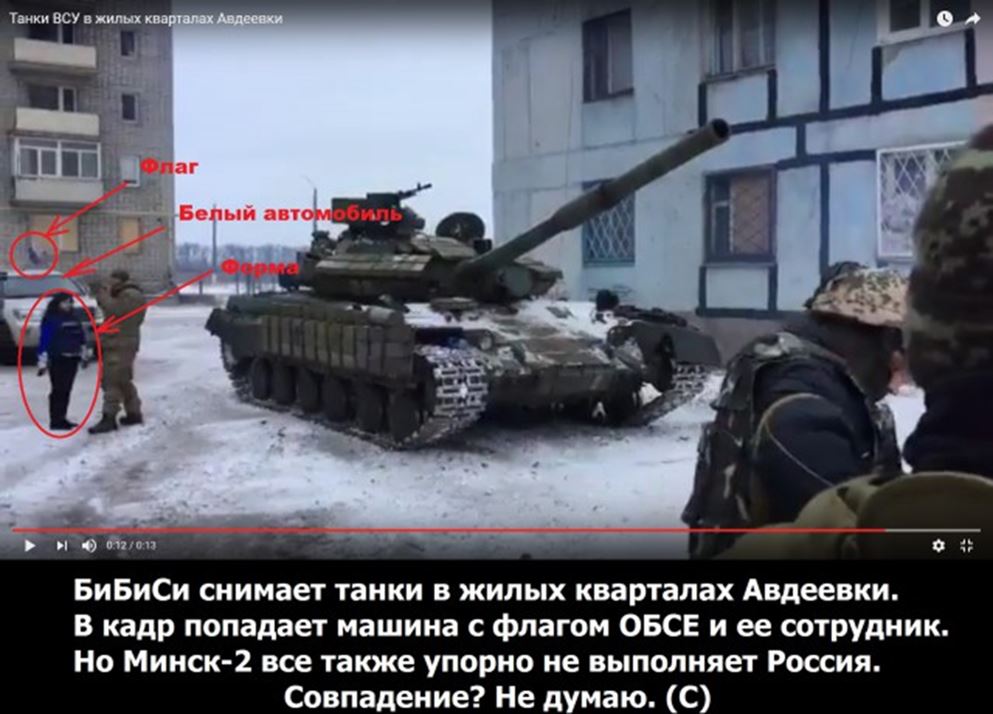 Танки ВСУ в жилых кварталах Авдеевки
Флаг
Белый автомобиль
Форма
0:12 / 0:13
БиБиСи снимает танки в жилых кварталах Авдеевки.
В кадр попадает машина с флагом ОБСЕ и ее сотрудник.
Но Минск-2 все также упорно не выполняет Россия.
Совпадение? Не думаю. (С)